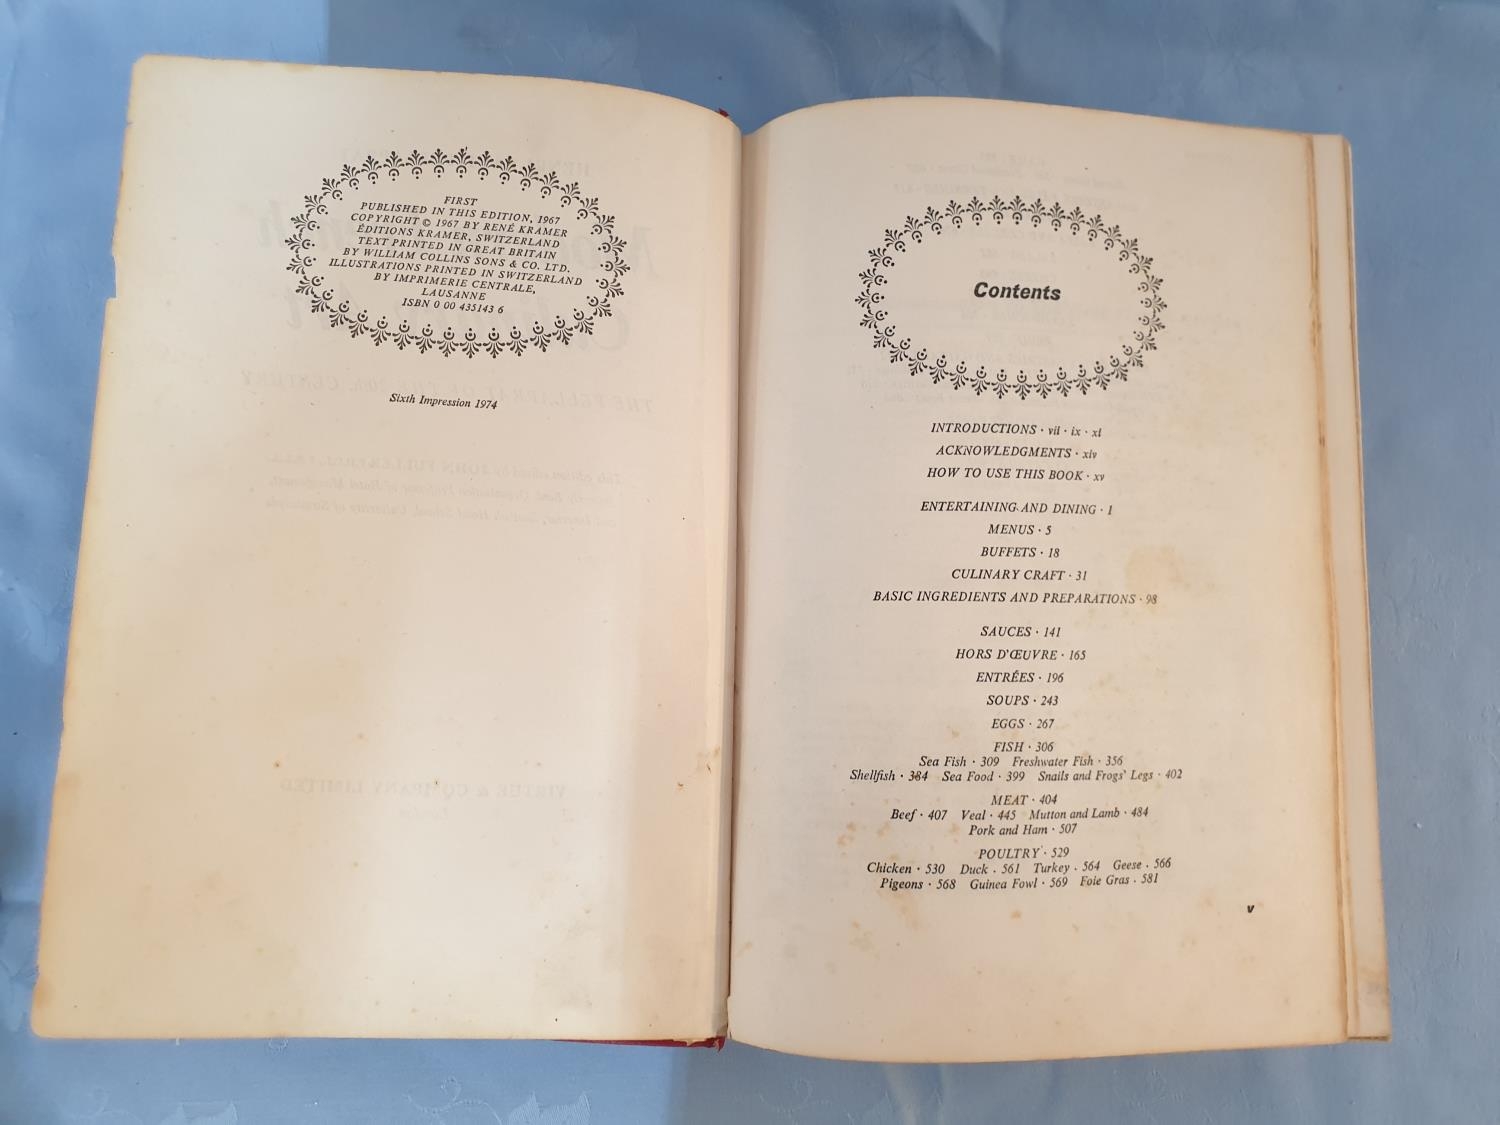 FIRST
PUBLISHED IN THIS EDITION, 1967
COPYRIGHT © 1967 BY RENÉ KRAMER
ÉDITIONS KRAMER, SWITZERLAND
TEXT PRINTED IN GREAT BRITAIN
BY WILLIAM COLLINS SONS & CO. LTD.
ILLUSTRATIONS PRINTED IN SWITZERLAND
BY IMPRIMERIE CENTRALE,
LAUSANNE
ISBN 0 00 435143 6
Sixth Impression 1974
Contents
INTRODUCTIONS · vii · ix · xi
ACKNOWLEDGMENTS · xiv
HOW TO USE THIS BOOK · xv
ENTERTAINING AND DINING · 1
MENUS · 5
BUFFETS · 18
CULINARY CRAFT · 31
BASIC INGREDIENTS AND PREPARATIONS · 98
SAUCES · 141
HORS D'ŒUVRE · 165
ENTRÉES · 196
SOUPS · 243
EGGS · 267
FISH · 306
Sea Fish · 309 Freshwater Fish · 356
Shellfish · 384 Sea Food · 399 Snails and Frogs' Legs · 402
MEAT · 404
Beef · 407 Veal · 445 Mutton and Lamb · 484
Pork and Ham · 507
POULTRY · 529
Chicken · 530 Duck · 561 Turkey · 564 Geese · 566
Pigeons · 568 Guinea Fowl · 569 Foie Gras · 581
v